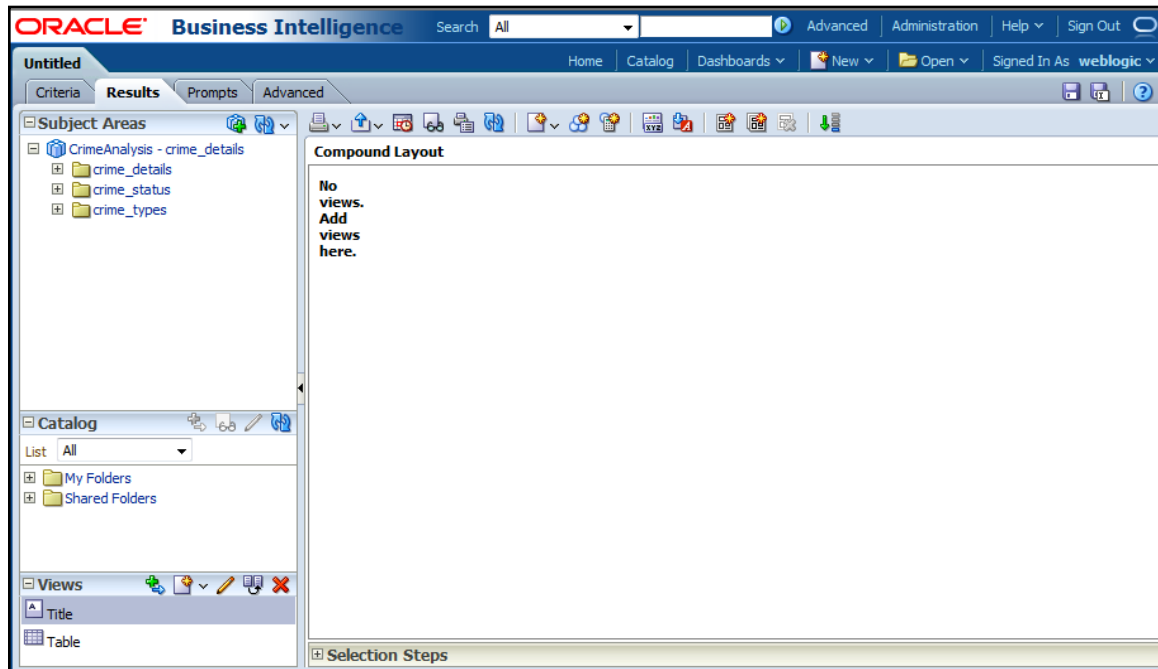 ORACLE Business Intelligence Search All Advanced Administration Help Sign Out
Untitled Home Catalog Dashboards New Open Signed In As weblogic
Criteria Results Prompts Advanced
Subject Areas
CrimeAnalysis - crime_details
crime_details
crime_status
crime_types
Compound Layout
No
views.
Add
views
here.
Catalog
List All
My Folders
Shared Folders
Views
Title
Table
Selection Steps